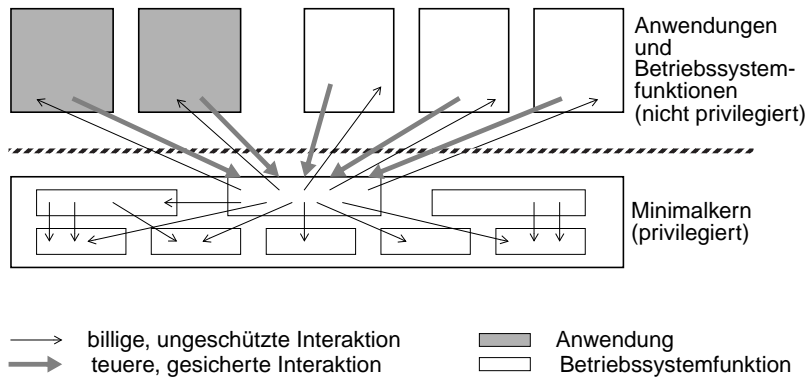 Anwendungen
und
Betriebssystem-
funktionen
(nicht privilegiert)
Minimalkern
(privilegiert)
billige, ungeschützte Interaktion
teuere, gesicherte Interaktion
Anwendung
Betriebssystemfunktion